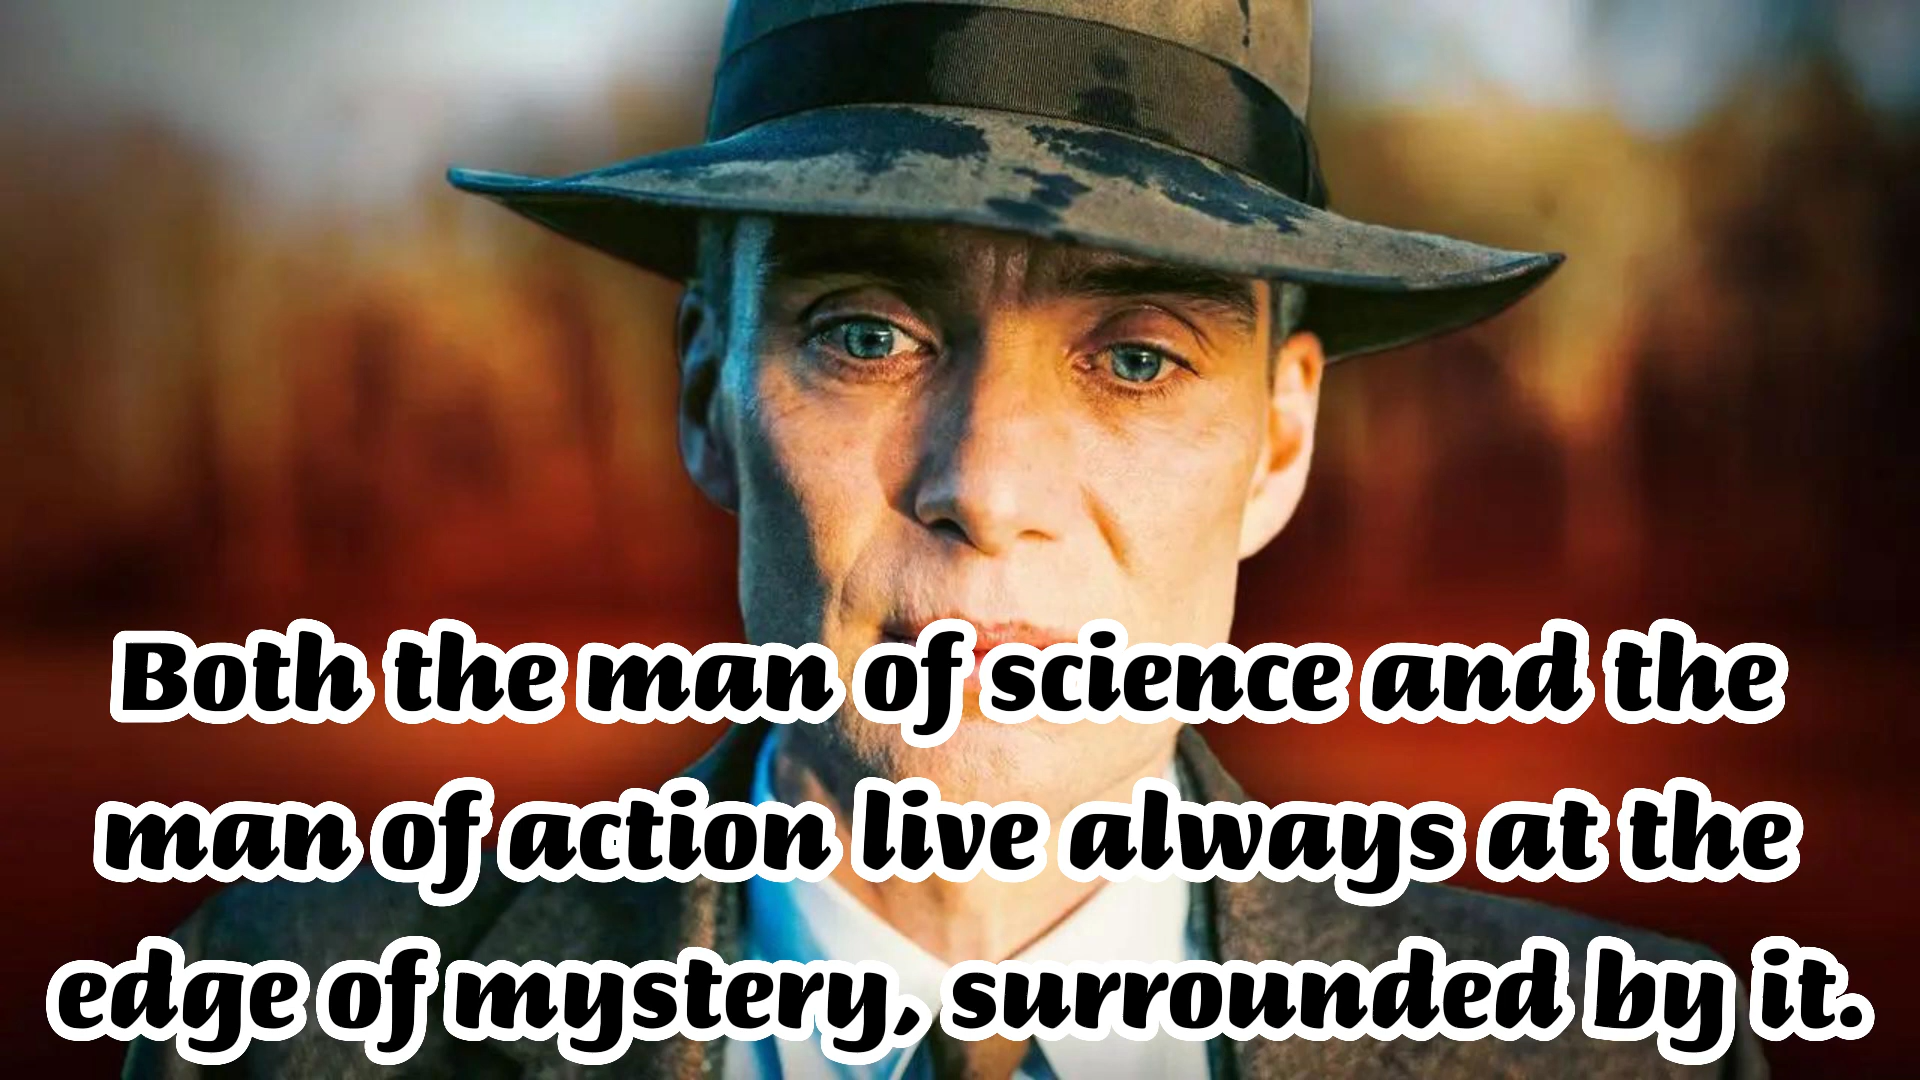 Both the man of science and the
man of action live always at the
edge of mystery, surrounded by it.